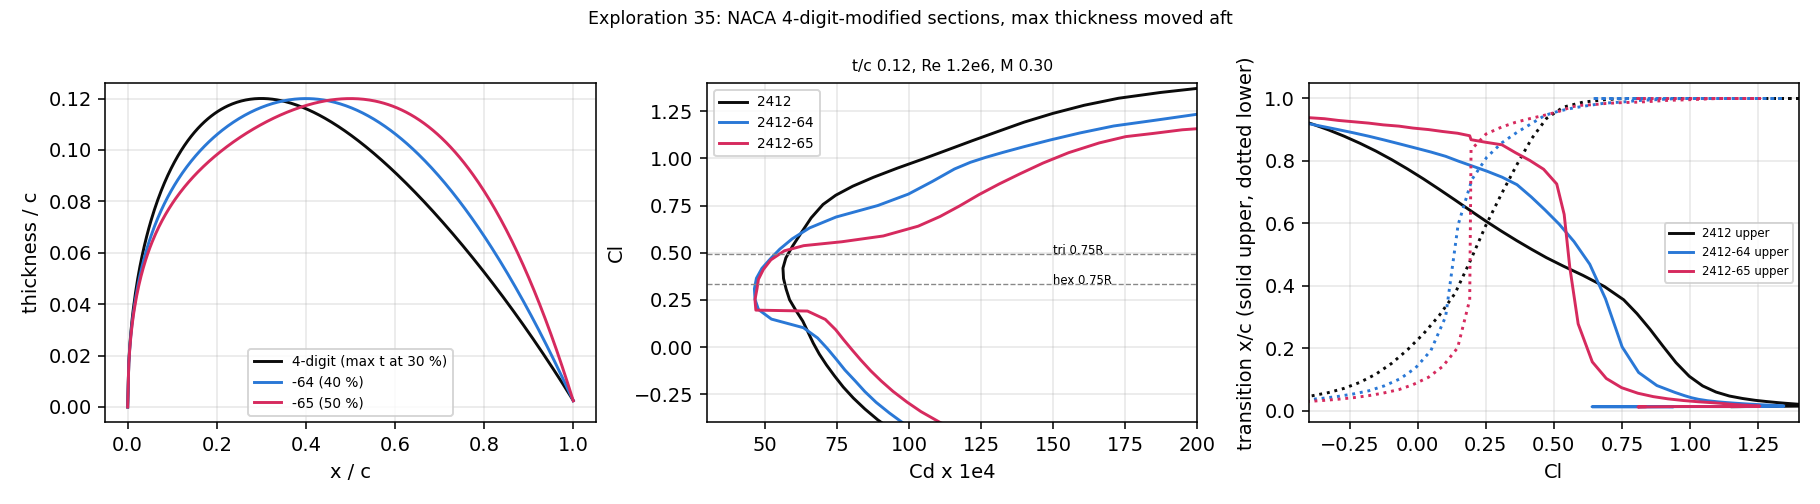 Exploration 35: NACA 4-digit-modified sections, max thickness moved aft
thickness / c
0.12
0.10
0.08
0.06
0.04
0.02
0.00
4-digit (max t at 30 %)
-64 (40 %)
-65 (50 %)
0.0
0.2
0.4
0.6
0.8
1.0
x / c
t/c 0.12, Re 1.2e6, M 0.30
Cl
1.25
1.00
0.75
0.50
0.25
0.00
−0.25
2412
2412-64
2412-65
tri 0.75R
hex 0.75R
50
75
100
125
150
175
200
Cd x 1e4
transition x/c (solid upper, dotted lower)
1.0
0.8
0.6
0.4
0.2
0.0
2412 upper
2412-64 upper
2412-65 upper
−0.25
0.00
0.25
0.50
0.75
1.00
1.25
Cl